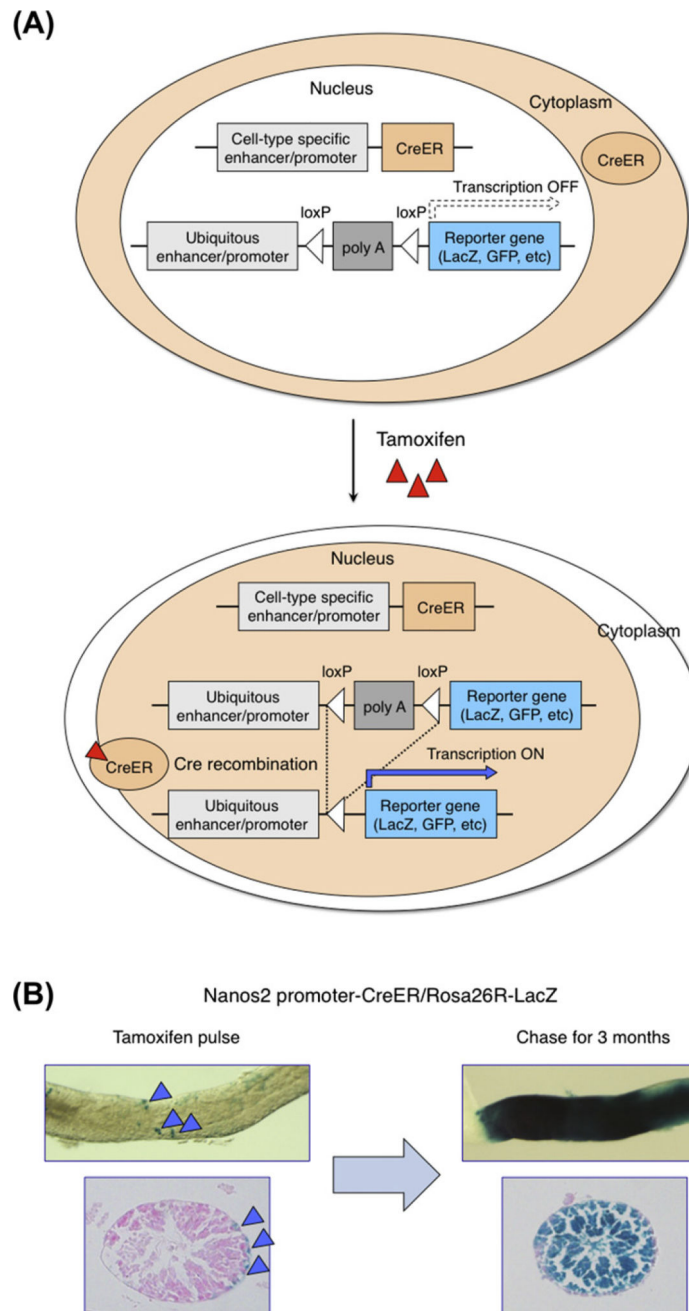 (A)
Nucleus
Cytoplasm
Cell-type specific
enhancer/promoter
CreER
CreER
Transcription OFF
loxP
loxP
Ubiquitous
enhancer/promoter
poly A
Reporter gene
(LacZ, GFP, etc)
Tamoxifen
Nucleus
Cell-type specific
enhancer/promoter
CreER
Cytoplasm
loxP
loxP
Ubiquitous
enhancer/promoter
poly A
Reporter gene
(LacZ, GFP, etc)
CreER
Cre recombination
Transcription ON
Ubiquitous
enhancer/promoter
Reporter gene
(LacZ, GFP, etc)
(B)
Nanos2 promoter-CreER/Rosa26R-LacZ
Tamoxifen pulse
Chase for 3 months